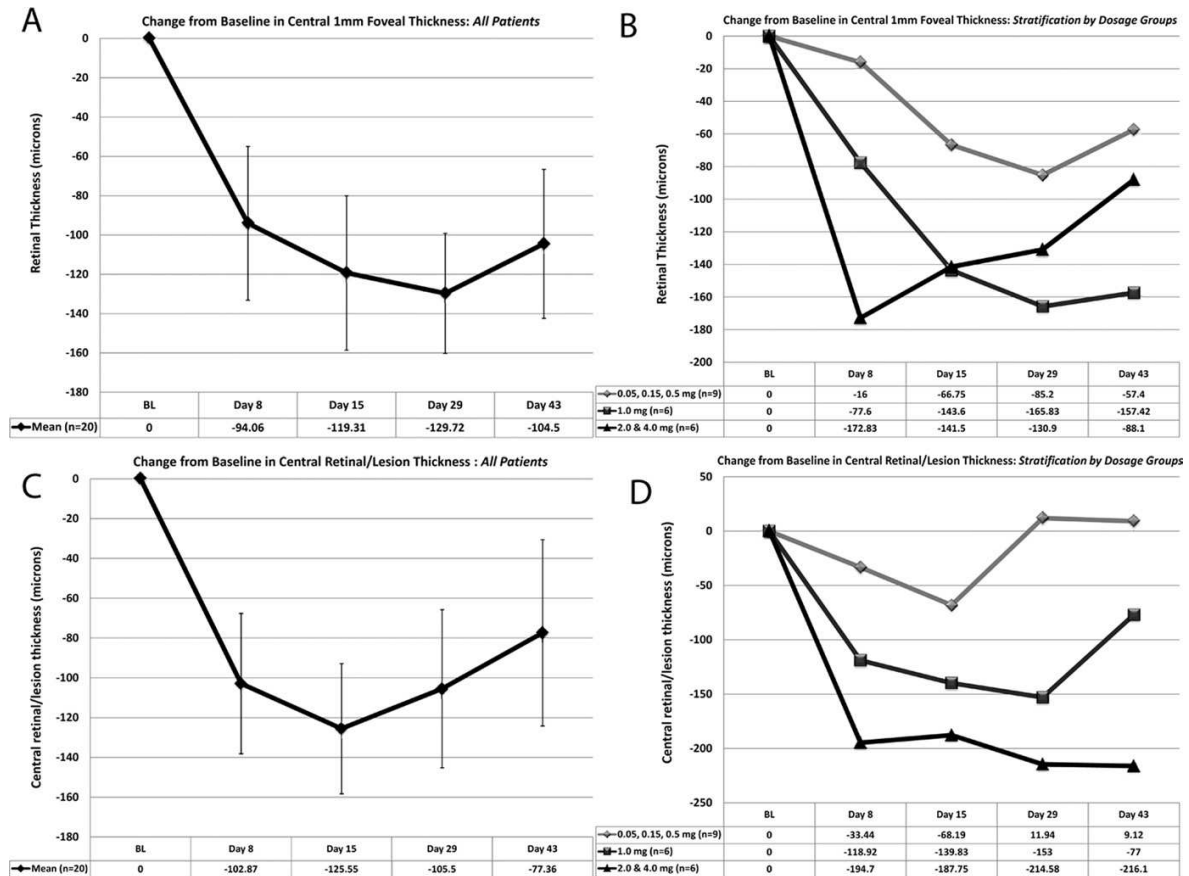 A
Change from Baseline in Central 1mm Foveal Thickness: All Patients
Retinal Thickness (microns)
0
-20
-40
-60
-80
-100
-120
-140
-160
-180
BL Day 8 Day 15 Day 29 Day 43
Mean (n=20) 0 -94.06 -119.31 -129.72 -104.5
B
Change from Baseline in Central 1mm Foveal Thickness: Stratification by Dosage Groups
Retinal Thickness (microns)
0
-20
-40
-60
-80
-100
-120
-140
-160
-180
-200
BL Day 8 Day 15 Day 29 Day 43
0.05, 0.15, 0.5 mg (n=9) 0 -16 -66.75 -85.2 -57.4
1.0 mg (n=6) 0 -77.6 -143.6 -165.83 -157.42
2.0 & 4.0 mg (n=6) 0 -172.83 -141.5 -130.9 -88.1
C
Change from Baseline in Central Retinal/Lesion Thickness : All Patients
Central retinal/lesion thickness (microns)
0
-20
-40
-60
-80
-100
-120
-140
-160
-180
BL Day 8 Day 15 Day 29 Day 43
Mean (n=20) 0 -102.87 -125.55 -105.5 -77.36
D
Change from Baseline in Central Retinal/Lesion Thickness: Stratification by Dosage Groups
Central retinal/lesion thickness (microns)
50
0
-50
-100
-150
-200
-250
BL Day 8 Day 15 Day 29 Day 43
0.05, 0.15, 0.5 mg (n=9) 0 -33.44 -68.19 11.94 9.12
1.0 mg (n=6) 0 -118.92 -139.83 -153 -77
2.0 & 4.0 mg (n=6) 0 -194.7 -187.75 -214.58 -216.1